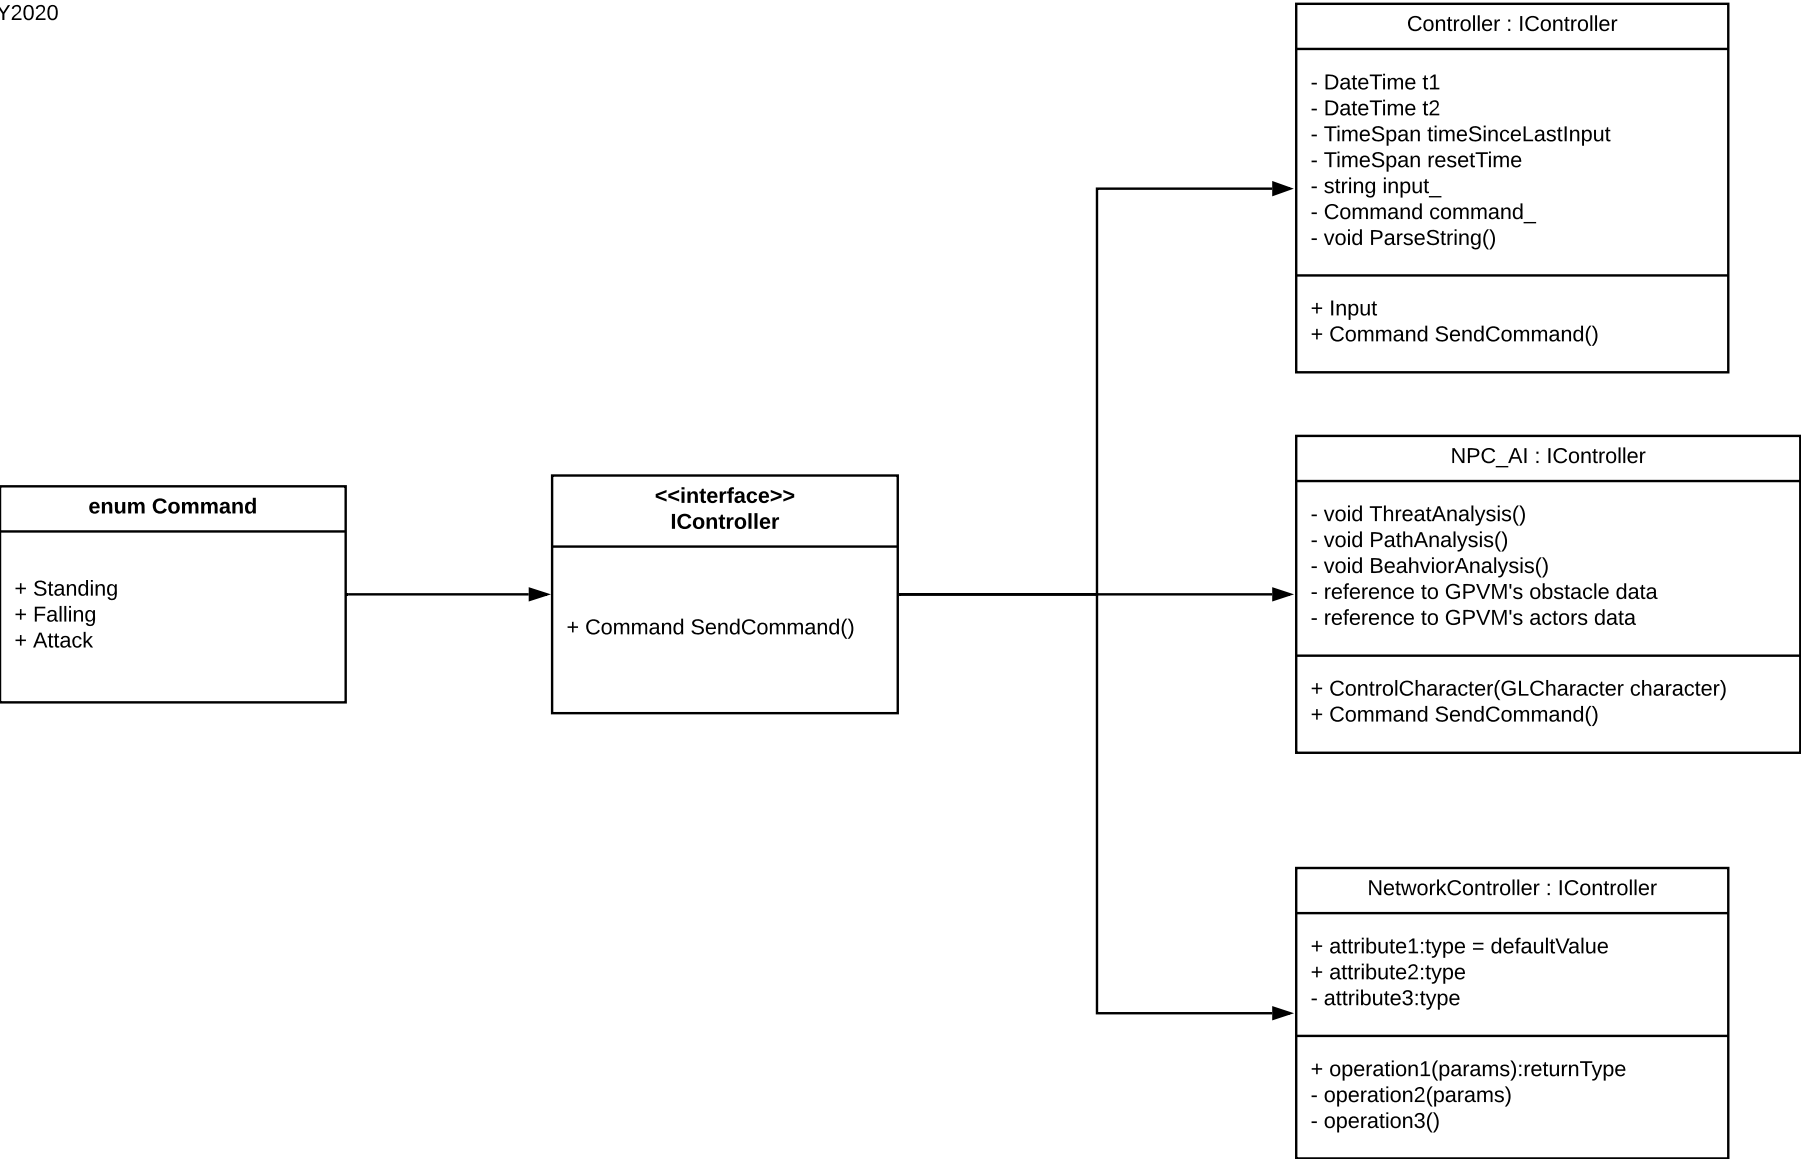 Y2020
Controller : IController
- DateTime t1
- DateTime t2
- TimeSpan timeSinceLastInput
- TimeSpan resetTime
- string input_
- Command command_
- void ParseString()
+ Input
+ Command SendCommand()
NPC_AI : IController
- void ThreatAnalysis()
- void PathAnalysis()
- void BeahviorAnalysis()
- reference to GPVM's obstacle data
- reference to GPVM's actors data
+ ControlCharacter(GLCharacter character)
+ Command SendCommand()
enum Command
+ Standing
+ Falling
+ Attack
<<interface>>
IController
+ Command SendCommand()
NetworkController : IController
+ attribute1:type = defaultValue
+ attribute2:type
- attribute3:type
+ operation1(params):returnType
- operation2(params)
- operation3()